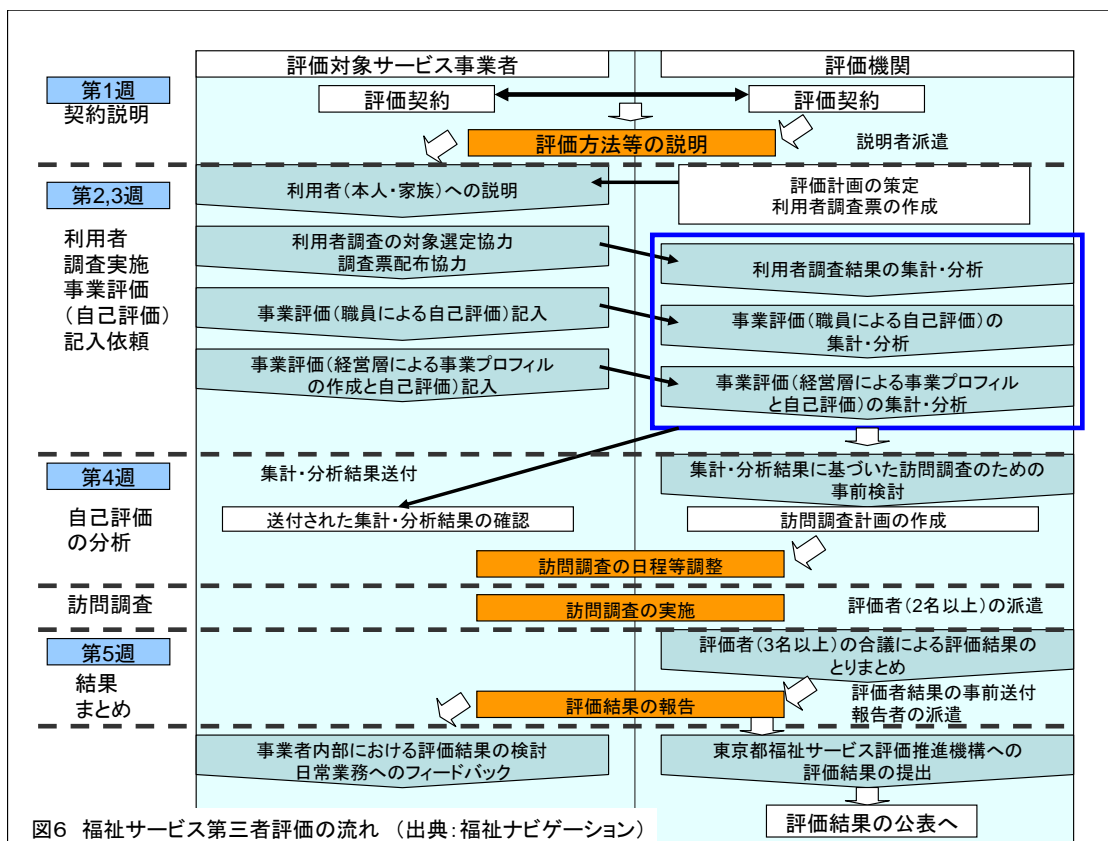 評価対象サービス事業者
評価機関
第1週
契約説明
評価契約
評価契約
評価方法等の説明
説明者派遣
第2,3週
利用者
調査実施
事業評価
（自己評価）
記入依頼
利用者（本人・家族）への説明
評価計画の策定
利用者調査票の作成
利用者調査の対象選定協力
調査票配布協力
利用者調査結果の集計・分析
事業評価（職員による自己評価）記入
事業評価（職員による自己評価）の
集計・分析
事業評価（経営層による事業プロフィル
の作成と自己評価）記入
事業評価（経営層による事業プロフィル
と自己評価）の集計・分析
第4週
自己評価
の分析
集計・分析結果送付
集計・分析結果に基づいた訪問調査のための
事前検討
送付された集計・分析結果の確認
訪問調査計画の作成
訪問調査の日程等調整
訪問調査
訪問調査の実施
評価者（2名以上）の派遣
第5週
結果
まとめ
評価者（3名以上）の合議による評価結果の
とりまとめ
評価結果の報告
評価者結果の事前送付
報告者の派遣
事業者内部における評価結果の検討
日常業務へのフィードバック
東京都福祉サービス評価推進機構への
評価結果の提出
評価結果の公表へ
図6 福祉サービス第三者評価の流れ （出典：福祉ナビゲーション）